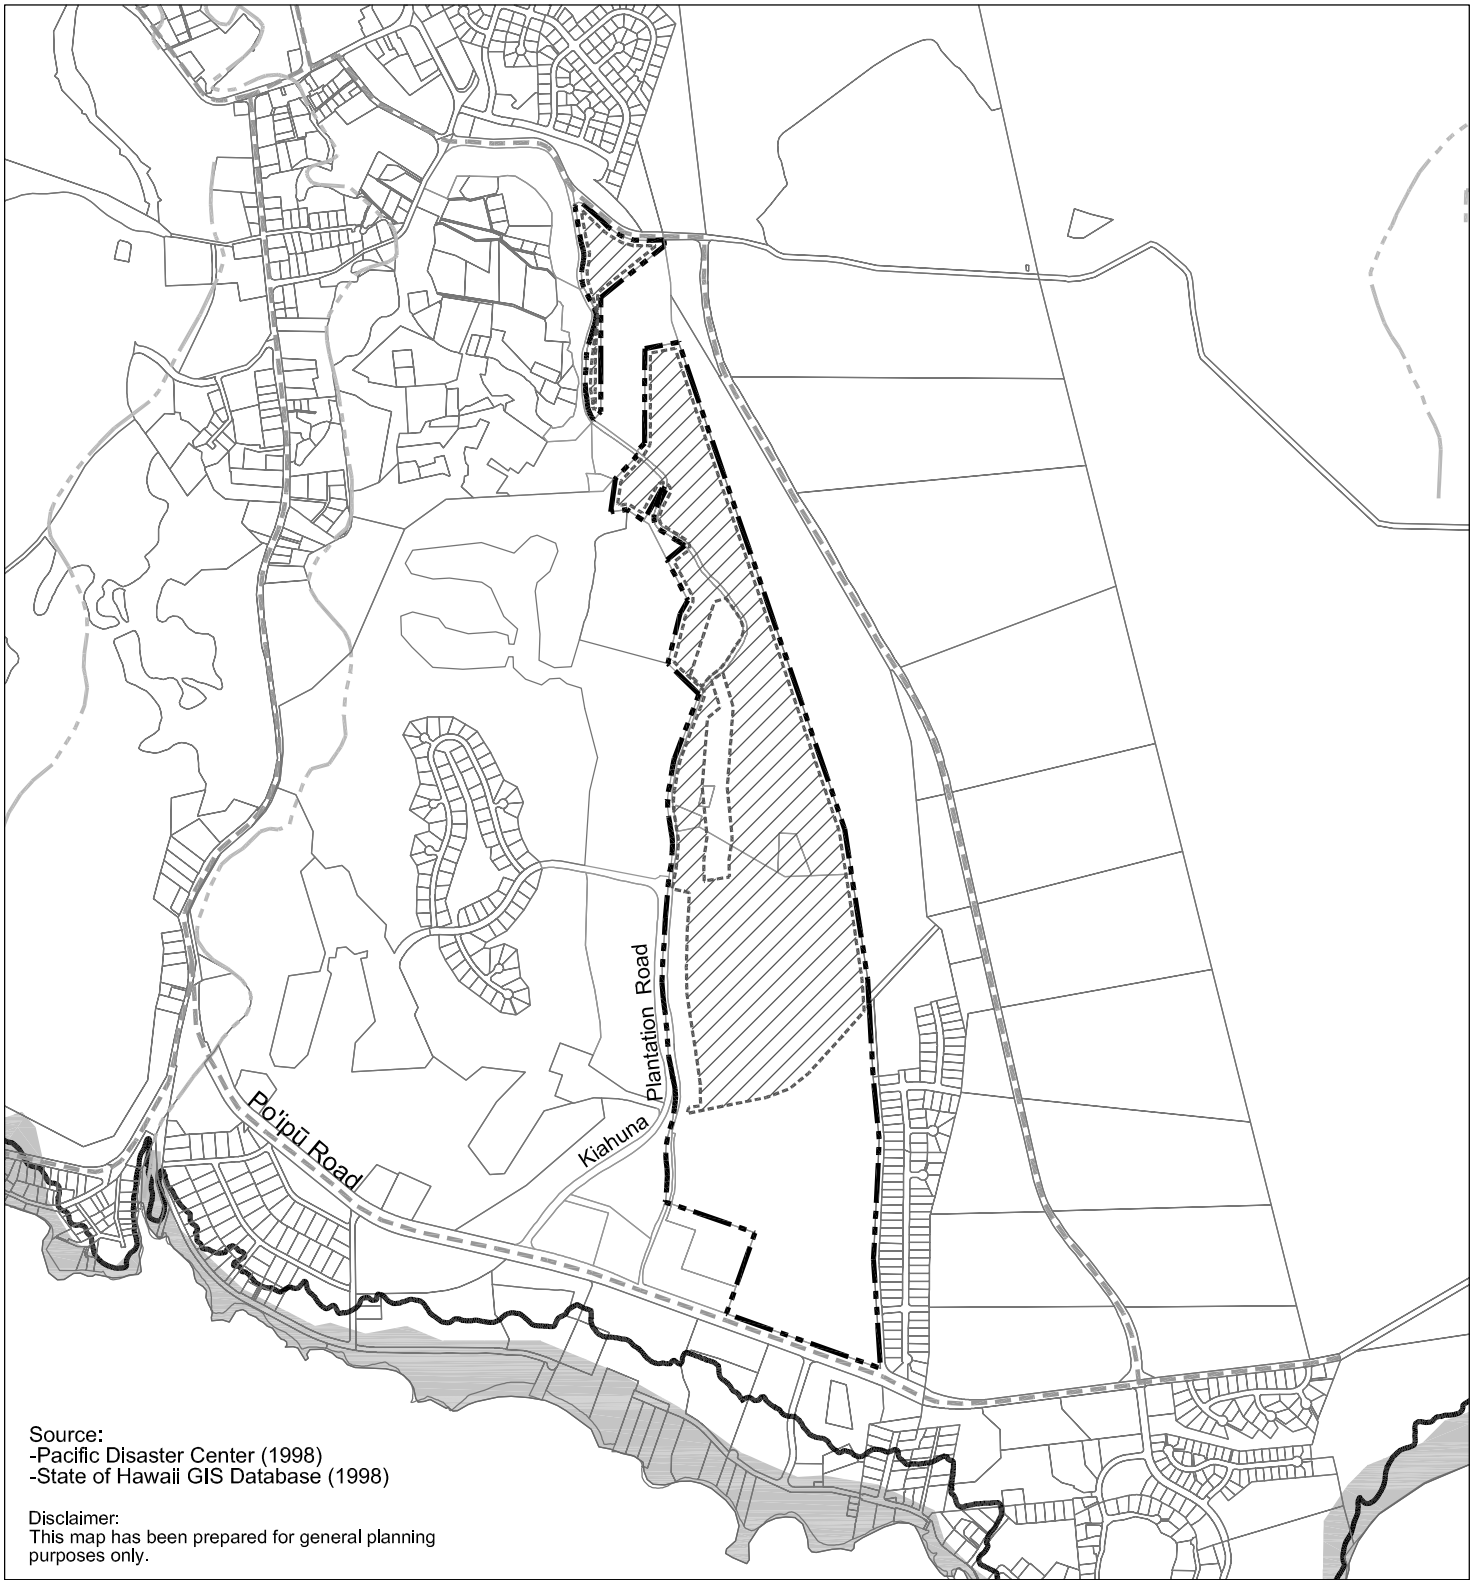 Plantation Road
Kiahuna
Po'ipū Road
Source:
-Pacific Disaster Center (1998)
-State of Hawaii GIS Database (1998)
Disclaimer:
This map has been prepared for general planning
purposes only.